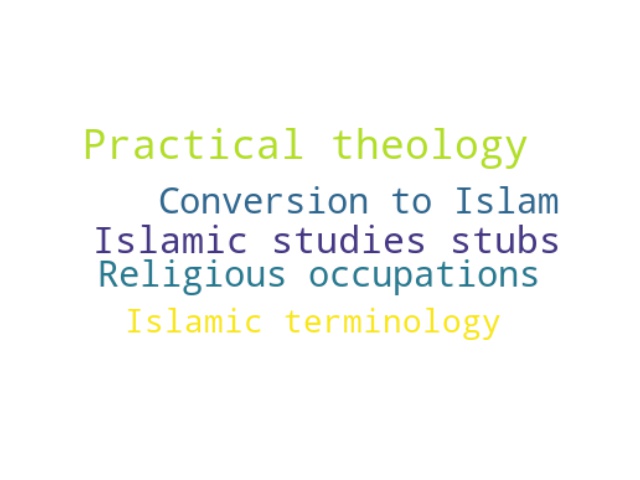 Practical theology
Conversion to Islam
Islamic studies stubs
Religious occupations
Islamic terminology